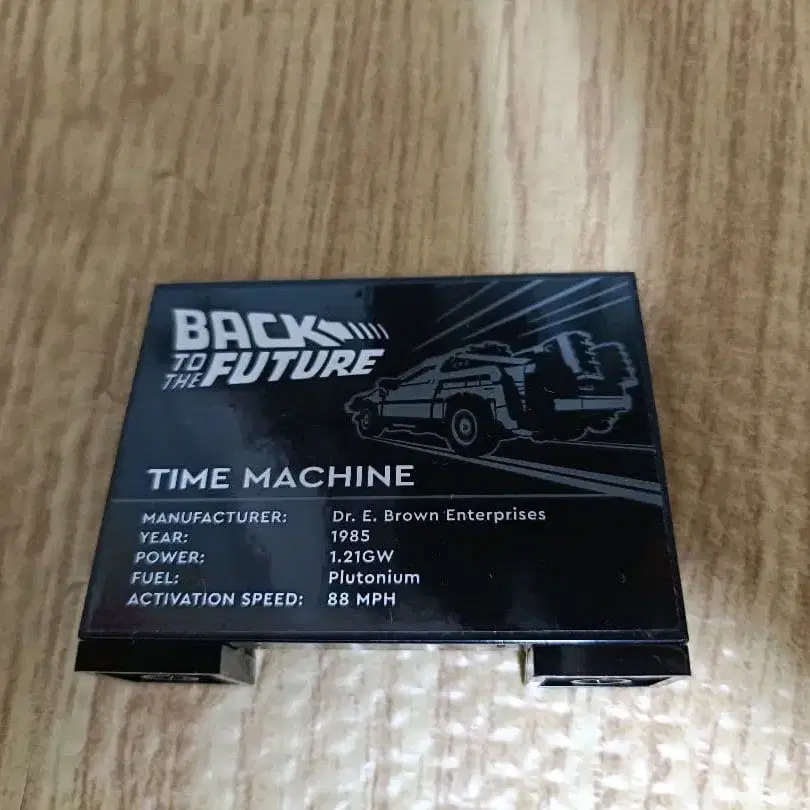 BACK
TO
THE FUTURE
TIME MACHINE
MANUFACTURER: Dr. E. Brown Enterprises
YEAR: 1985
POWER: 1.21GW
FUEL: Plutonium
ACTIVATION SPEED: 88 MPH